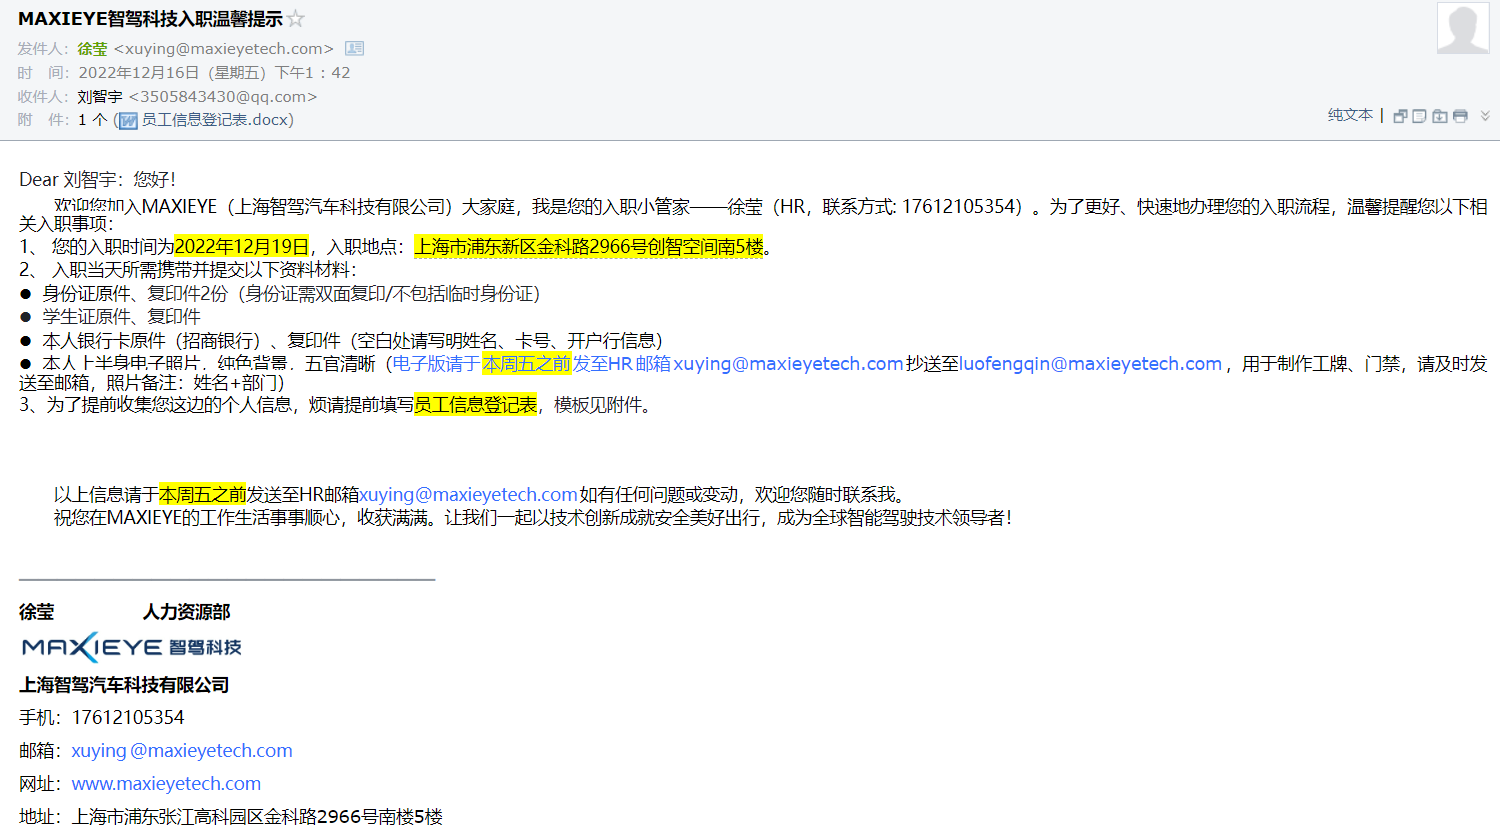 MAXIEYE智驾科技入职温馨提示
发件人：徐莹 <xuying@maxieyetech.com>
时　间：2022年12月16日（星期五）下午1：42
收件人：刘智宇 <3505843430@qq.com>
附　件：1 个 (员工信息登记表.docx)
纯文本 |
Dear 刘智宇：您好！
欢迎您加入MAXIEYE（上海智驾汽车科技有限公司）大家庭，我是您的入职小管家——徐莹（HR，联系方式: 17612105354）。为了更好、快速地办理您的入职流程，温馨提醒您以下相
关入职事项：
1、 您的入职时间为2022年12月19日，入职地点：上海市浦东新区金科路2966号创智空间南5楼。
2、 入职当天所需携带并提交以下资料材料：
● 身份证原件、复印件2份（身份证需双面复印/不包括临时身份证）
● 学生证原件、复印件
● 本人银行卡原件（招商银行）、复印件（空白处请写明姓名、卡号、开户行信息）
● 本人上半身电子照片，纯色背景，五官清晰（电子版请于本周五之前发至HR 邮箱xuying@maxieyetech.com抄送至luofengqin@maxieyetech.com，用于制作工牌、门禁，请及时发
送至邮箱，照片备注：姓名+部门）
3、为了提前收集您这边的个人信息，烦请提前填写员工信息登记表，模板见附件。
以上信息请于本周五之前发送至HR邮箱xuying@maxieyetech.com如有任何问题或变动，欢迎您随时联系我。
祝您在MAXIEYE的工作生活事事顺心，收获满满。让我们一起以技术创新成就安全美好出行，成为全球智能驾驶技术领导者！
徐莹　　人力资源部
MAXIEYE 智驾科技
上海智驾汽车科技有限公司
手机：17612105354
邮箱：xuying@maxieyetech.com
网址：www.maxieyetech.com
地址：上海市浦东张江高科园区金科路2966号南楼5楼